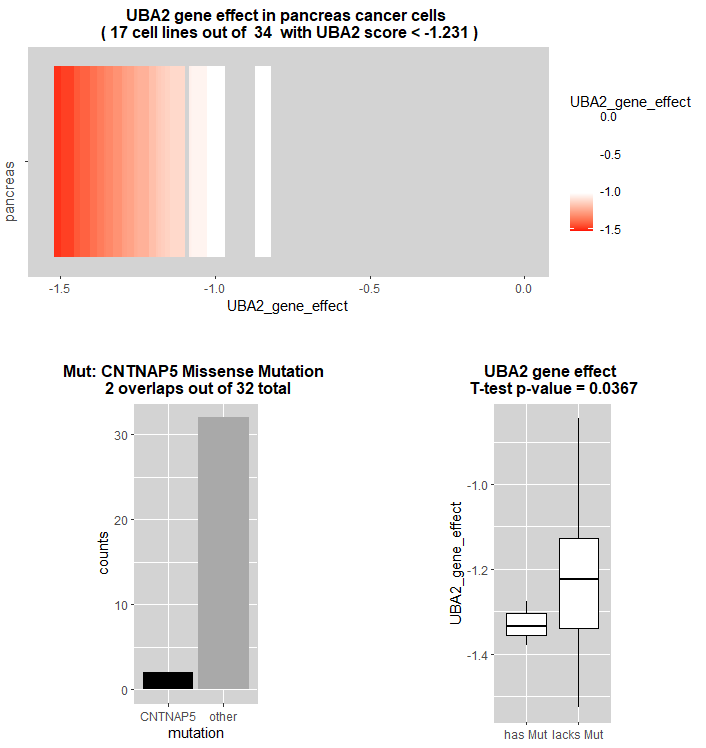 UBA2 gene effect in pancreas cancer cells
( 17 cell lines out of 34 with UBA2 score < -1.231 )
pancreas
-1.5
-1.0
-0.5
0.0
UBA2_gene_effect
UBA2_gene_effect
0.0
-0.5
-1.0
-1.5
Mut: CNTNAP5 Missense Mutation
2 overlaps out of 32 total
counts
30
20
10
0
CNTNAP5
other
mutation
UBA2 gene effect
T-test p-value = 0.0367
UBA2_gene_effect
-1.0
-1.2
-1.4
has Mut
lacks Mut